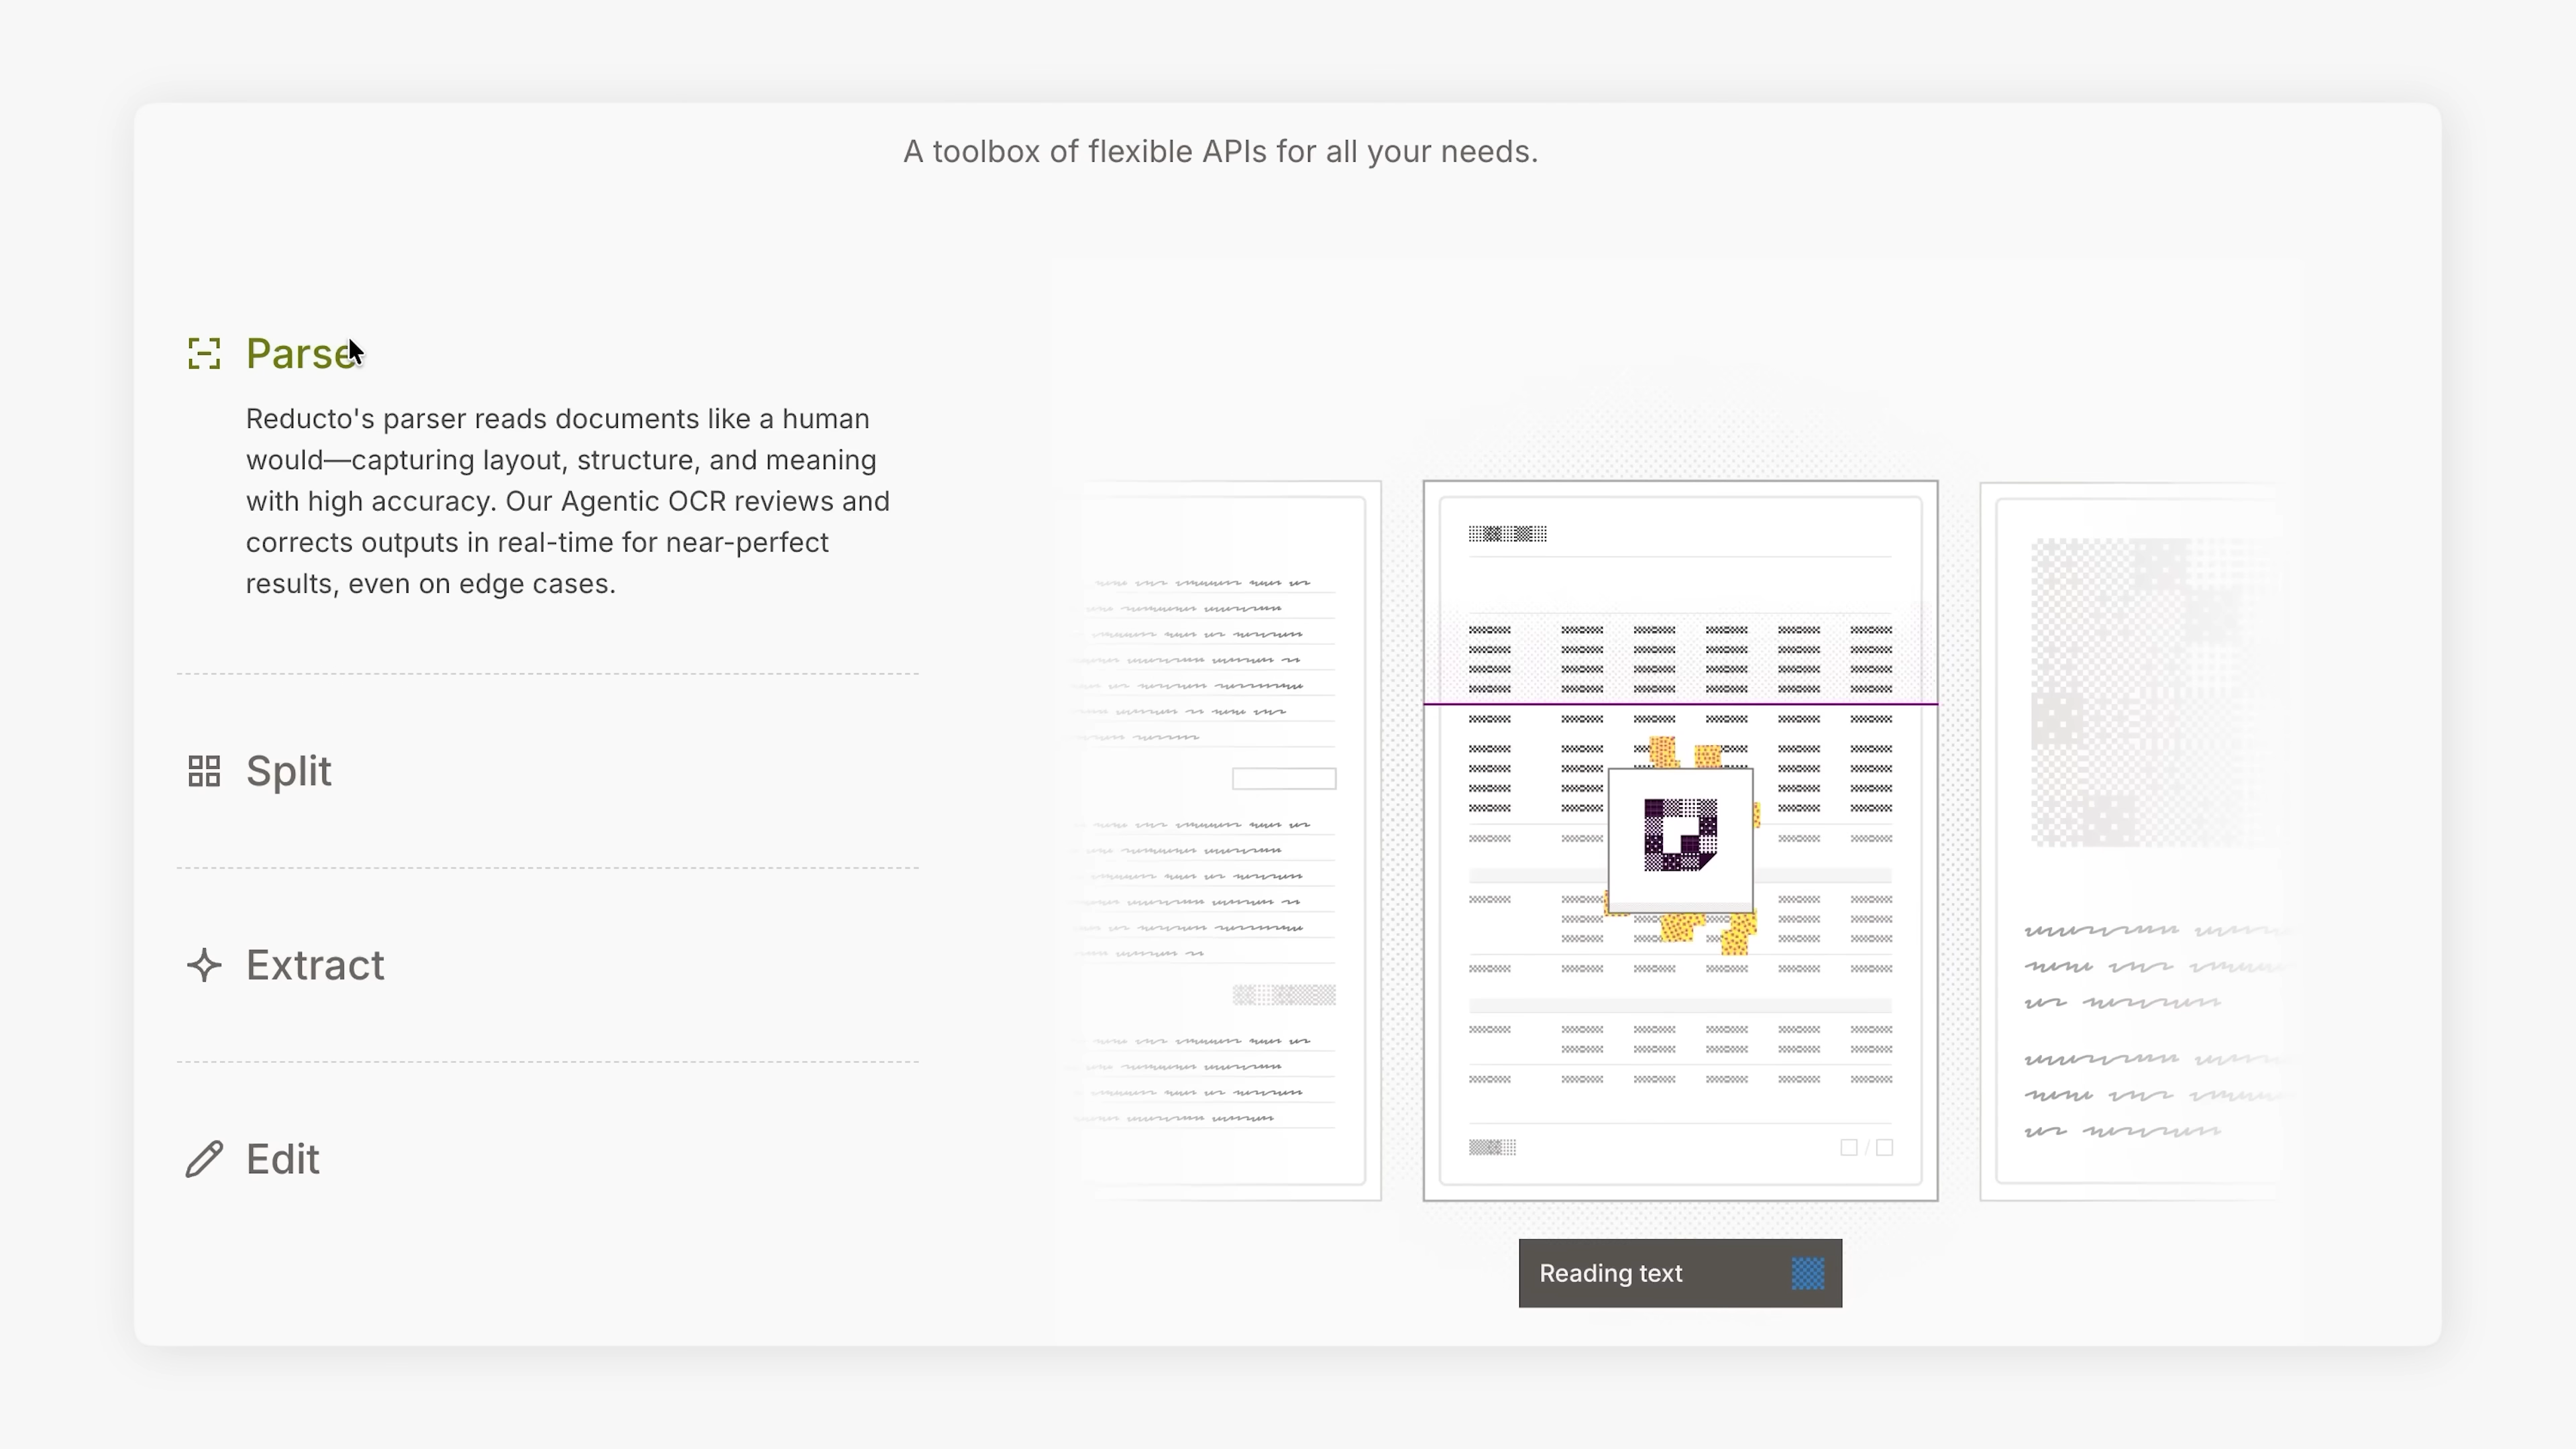 A toolbox of flexible APIs for all your needs.
Parse
Reducto's parser reads documents like a human
would—capturing layout, structure, and meaning
with high accuracy. Our Agentic OCR reviews and
corrects outputs in real-time for near-perfect
results, even on edge cases.
Split
Extract
Edit
/
Reading text